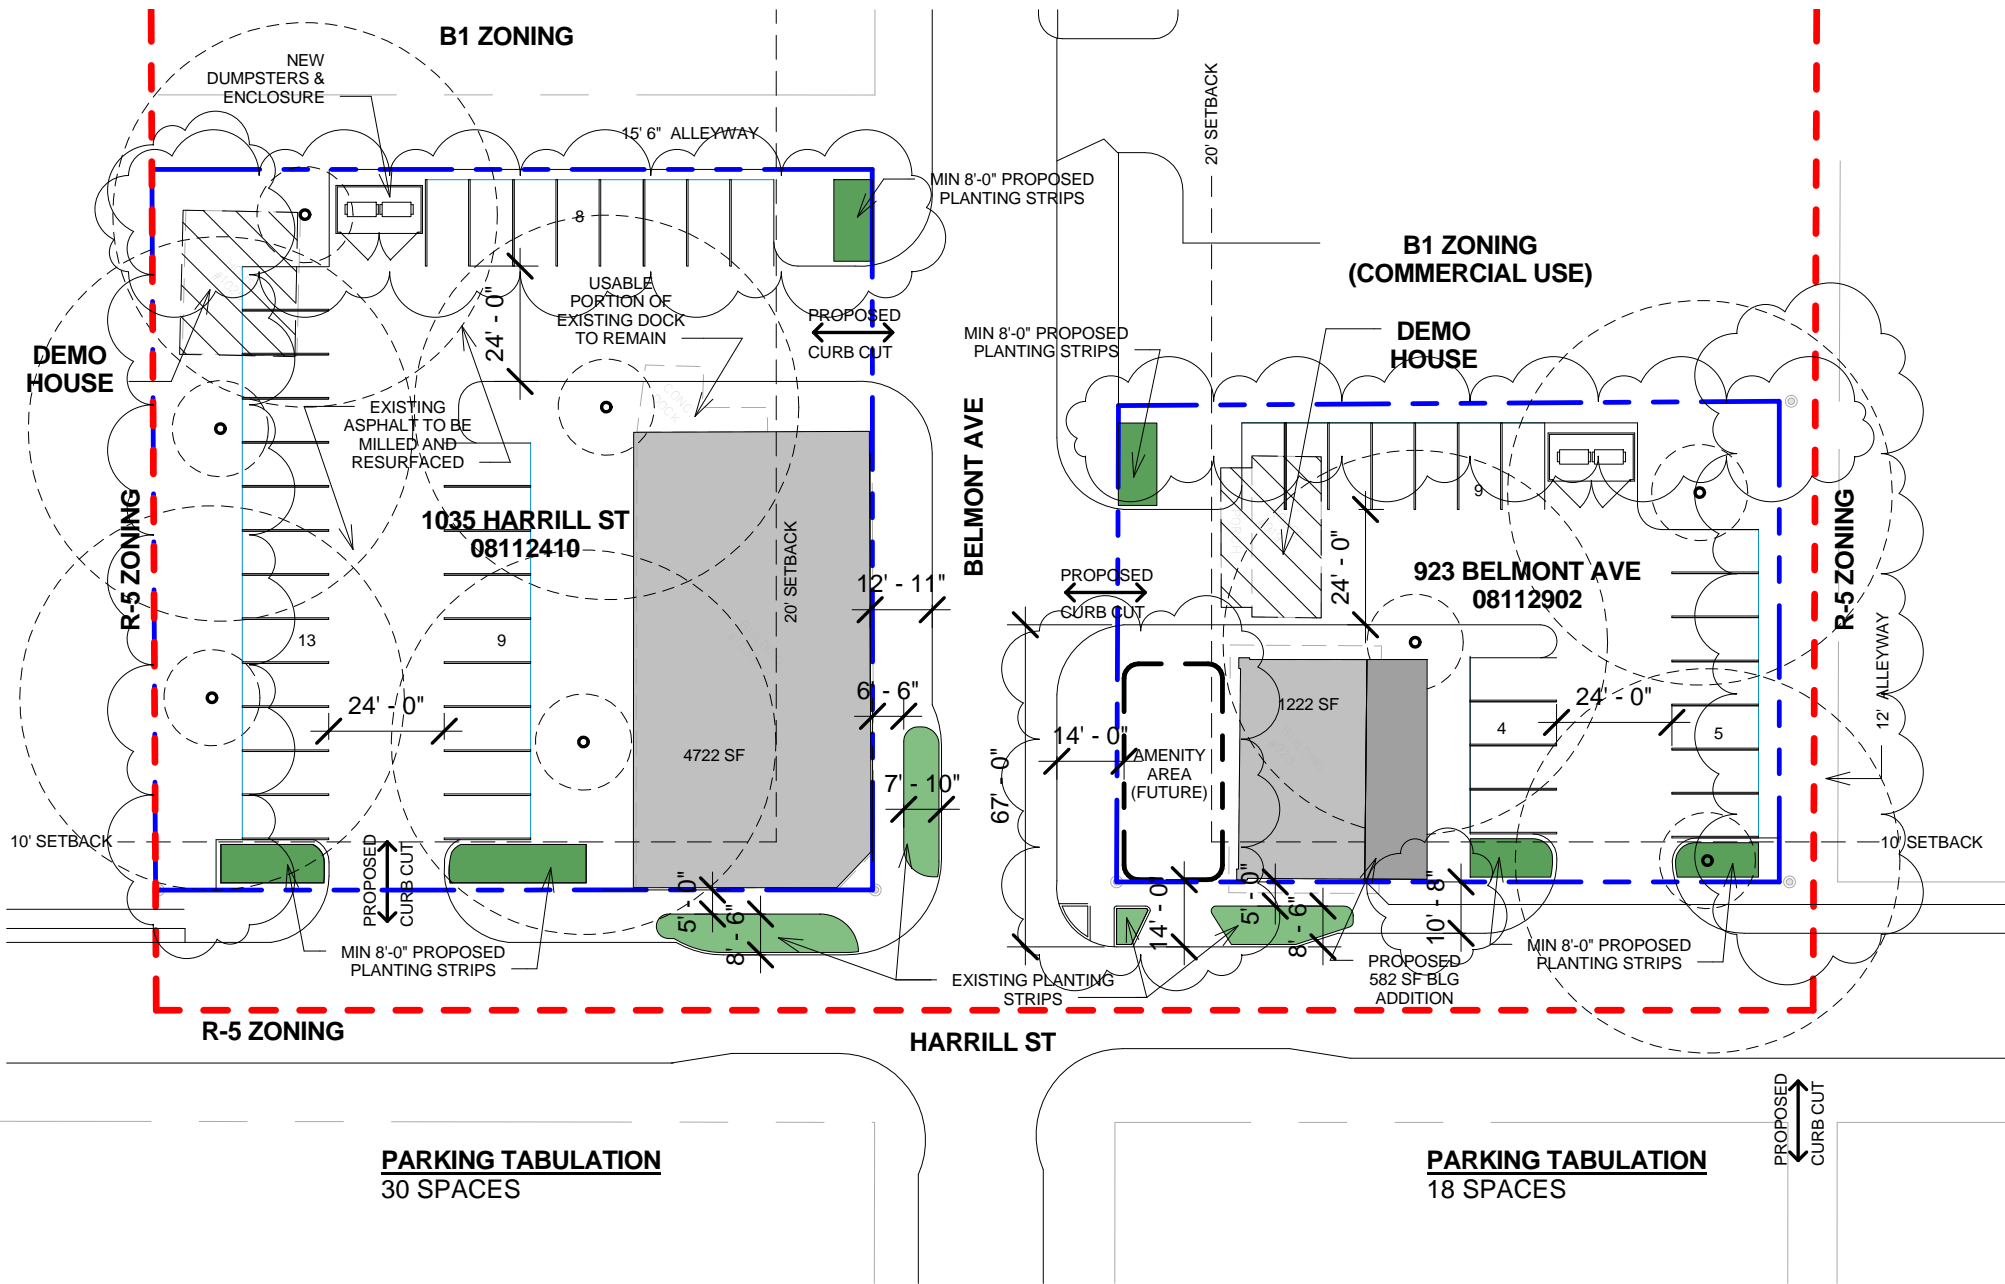 B1 ZONING
NEW
DUMPSTERS &
ENCLOSURE
15' 6" ALLEYWAY
MIN 8'-0" PROPOSED
PLANTING STRIPS
20' SETBACK
B1 ZONING
(COMMERCIAL USE)
8
24' - 0"
USABLE
PORTION OF
EXISTING DOCK
TO REMAIN
PROPOSED
CURB CUT
MIN 8'-0" PROPOSED
PLANTING STRIPS
DEMO
HOUSE
DEMO
HOUSE
EXISTING
ASPHALT TO BE
MILLED AND
RESURFACED
R-5 ZONING
1035 HARRILL ST
08112410
20' SETBACK
BELMONT AVE
12' - 11"
PROPOSED
CURB CUT
9
24' - 0"
923 BELMONT AVE
08112902
R-5 ZONING
12' ALLEYWAY
13
9
24' - 0"
6' - 6"
4722 SF
7' - 10"
67' - 0"
14' - 0"
AMENITY
AREA
(FUTURE)
1222 SF
4
24' - 0"
5
10' SETBACK
PROPOSED
CURB CUT
10' SETBACK
5' - 0"
8' - 6"
14' - 0"
5' - 0"
8' - 6"
10' - 8"
MIN 8'-0" PROPOSED
PLANTING STRIPS
EXISTING PLANTING
STRIPS
PROPOSED
582 SF BLG
ADDITION
MIN 8'-0" PROPOSED
PLANTING STRIPS
R-5 ZONING
HARRILL ST
PROPOSED
CURB CUT
PARKING TABULATION
30 SPACES
PARKING TABULATION
18 SPACES